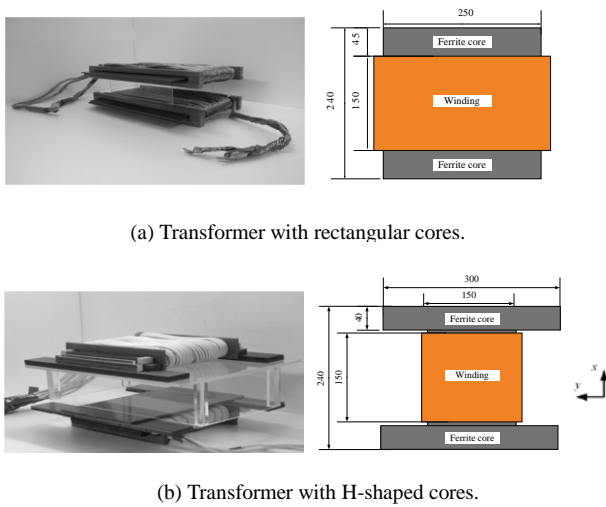 250
45
Ferrite core
240
150
Winding
Ferrite core
(a) Transformer with rectangular cores.
300
150
40
Ferrite core
240
150
Winding
x
y
Ferrite core
(b) Transformer with H-shaped cores.